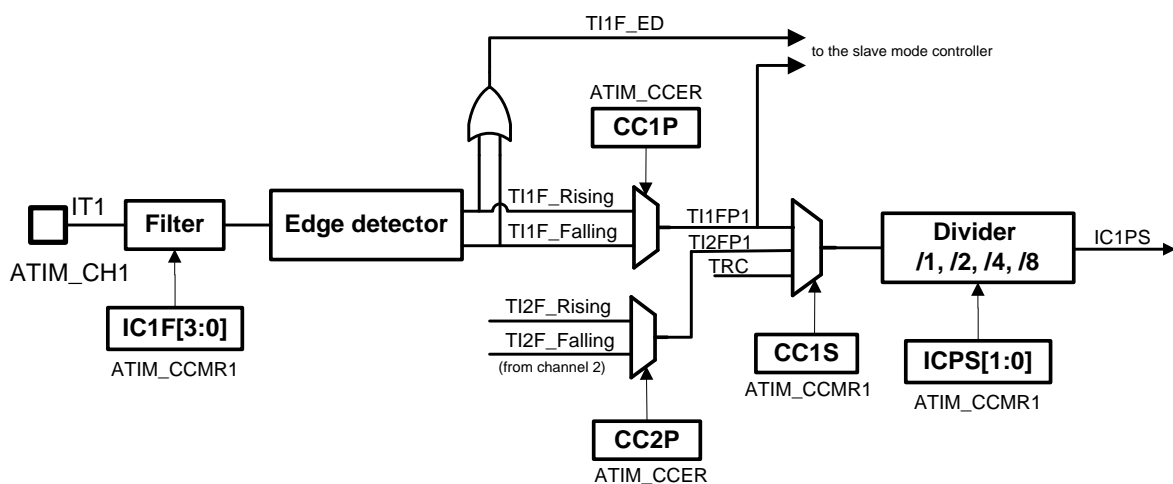 TI1F_ED
to the slave mode controller
ATIM_CCER
CC1P
IT1
Filter
Edge detector
TI1F_Rising
TI1F_Falling
TI1FP1
TI2FP1
TRC
Divider
/1, /2, /4, /8
IC1PS
ATIM_CH1
IC1F[3:0]
ATIM_CCMR1
TI2F_Rising
TI2F_Falling
(from channel 2)
CC1S
ATIM_CCMR1
ICPS[1:0]
ATIM_CCMR1
CC2P
ATIM_CCER